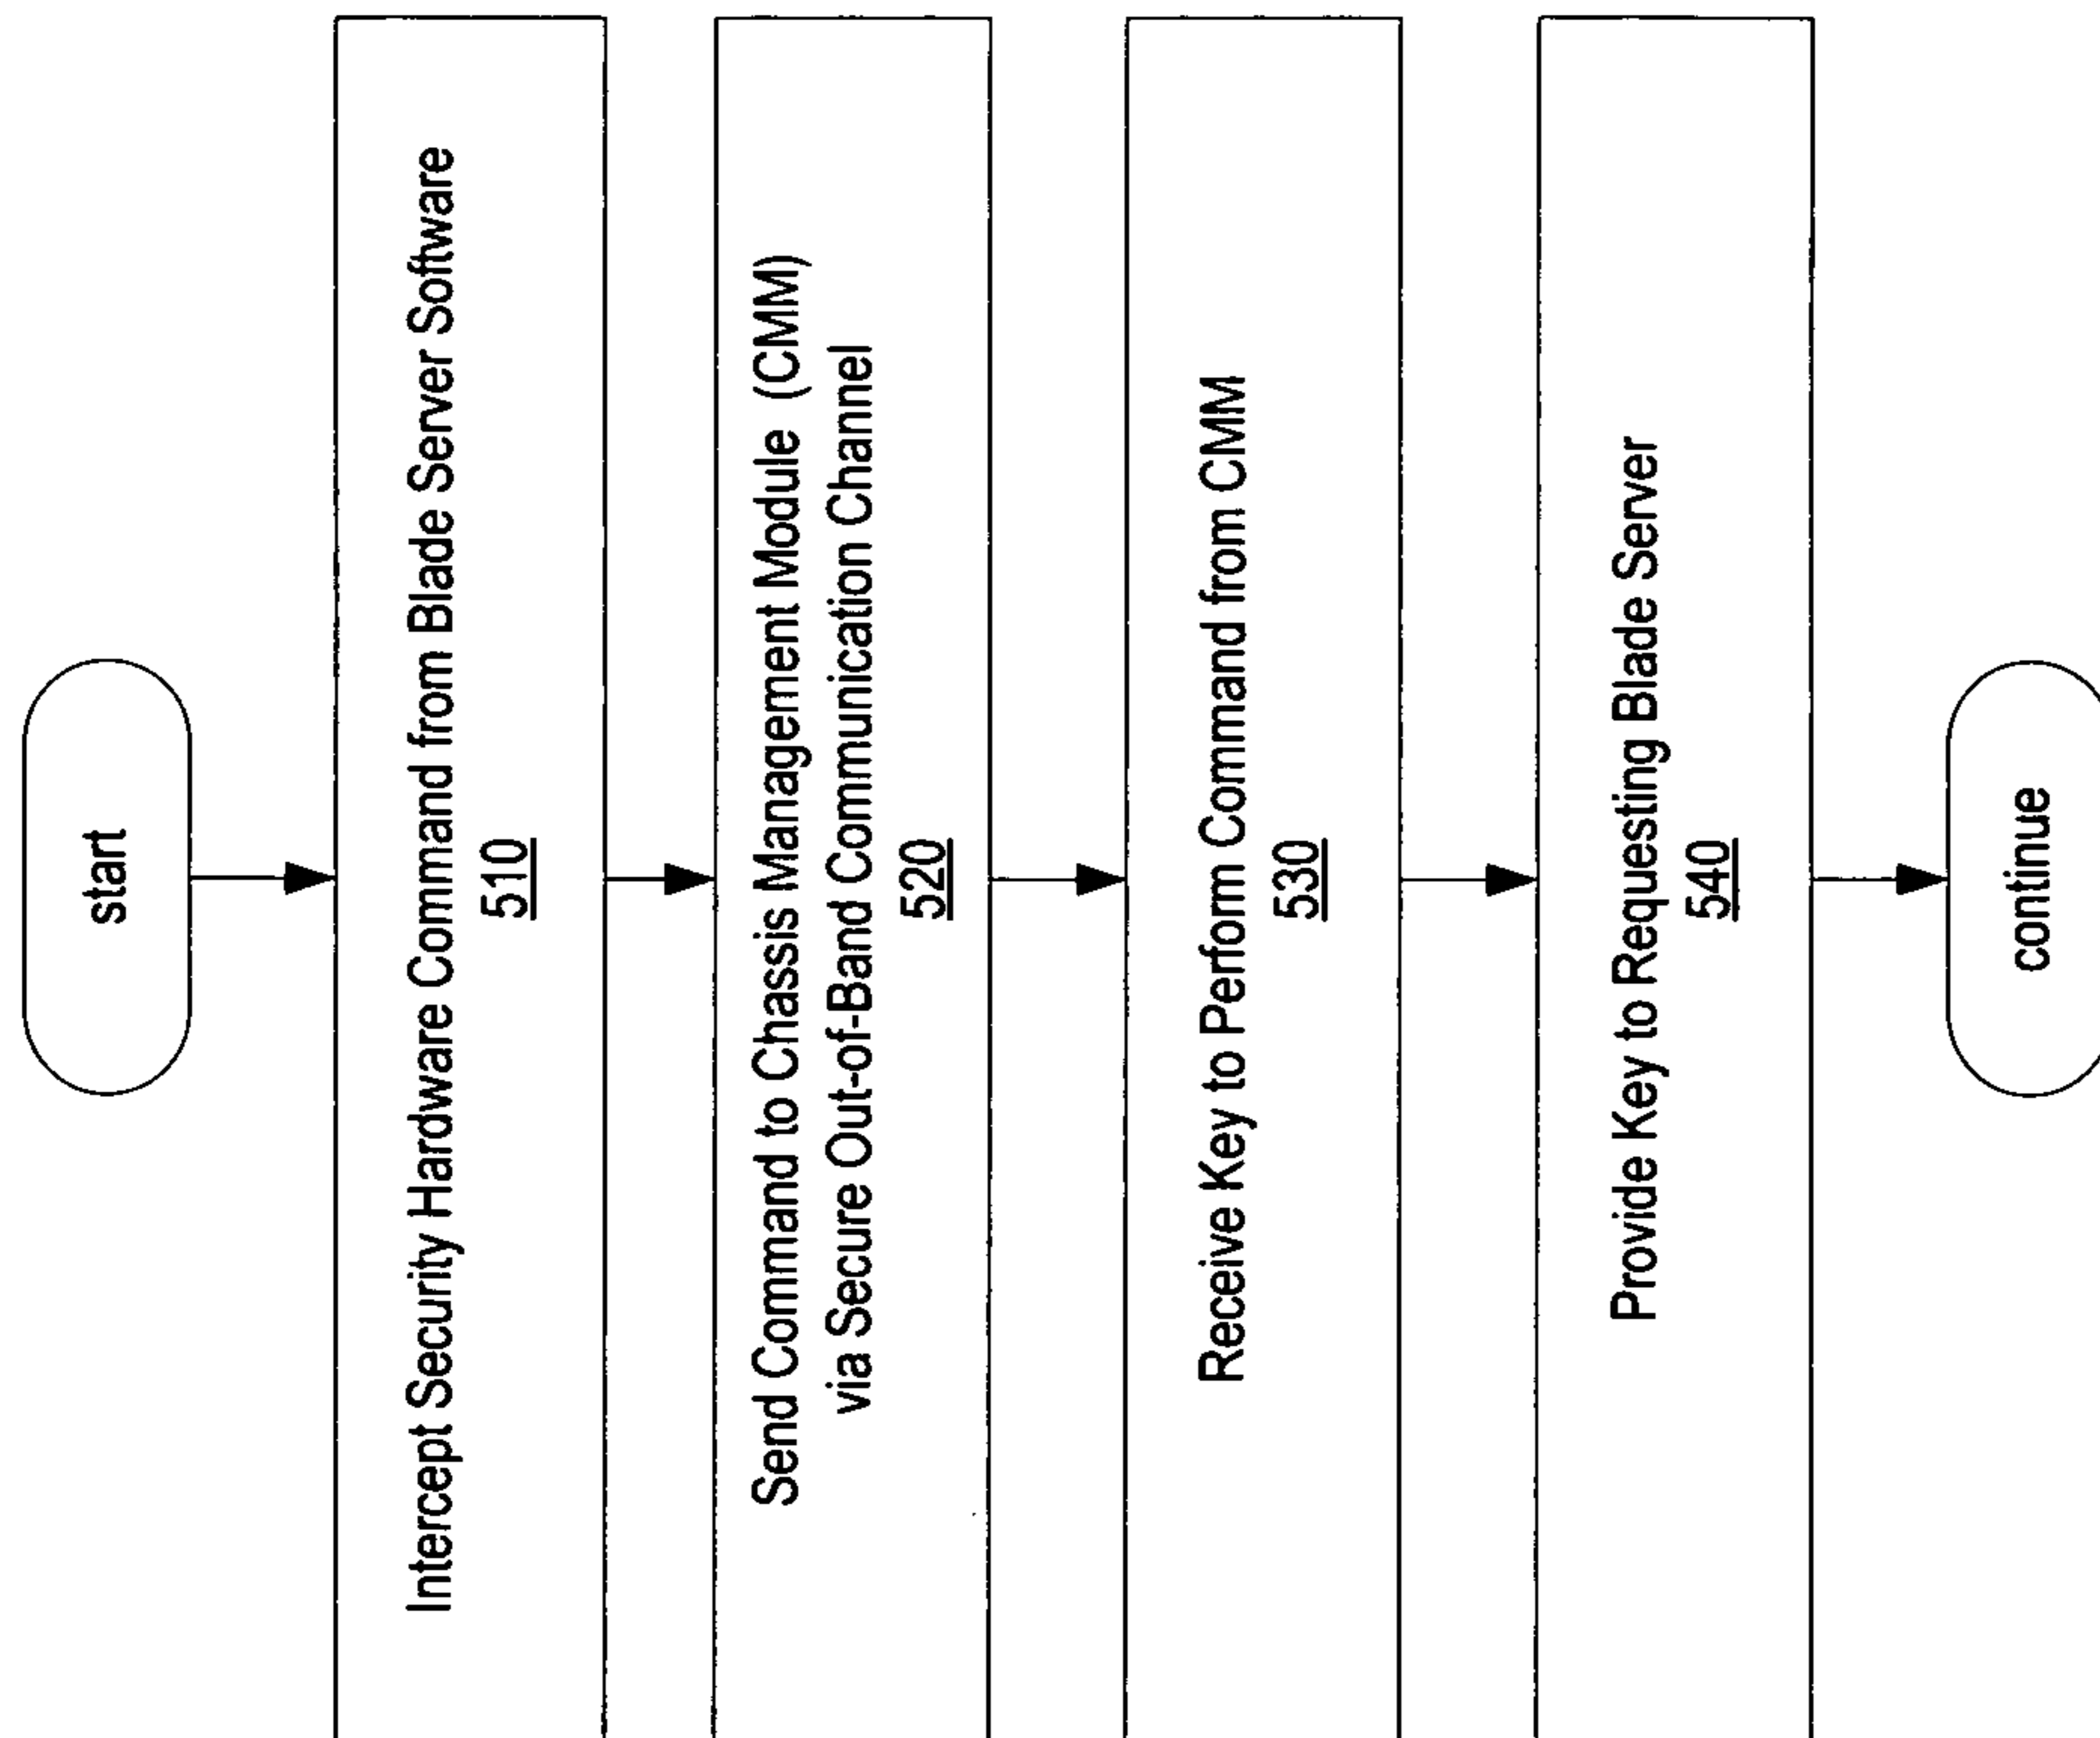 start
Intercept Security Hardware Command from Blade Server Software
510
Send Command to Chassis Management Module (CMM)
via Secure Out-of-Band Communication Channel
520
Receive Key to Perform Command from CMM
530
Provide Key to Requesting Blade Server
540
continue